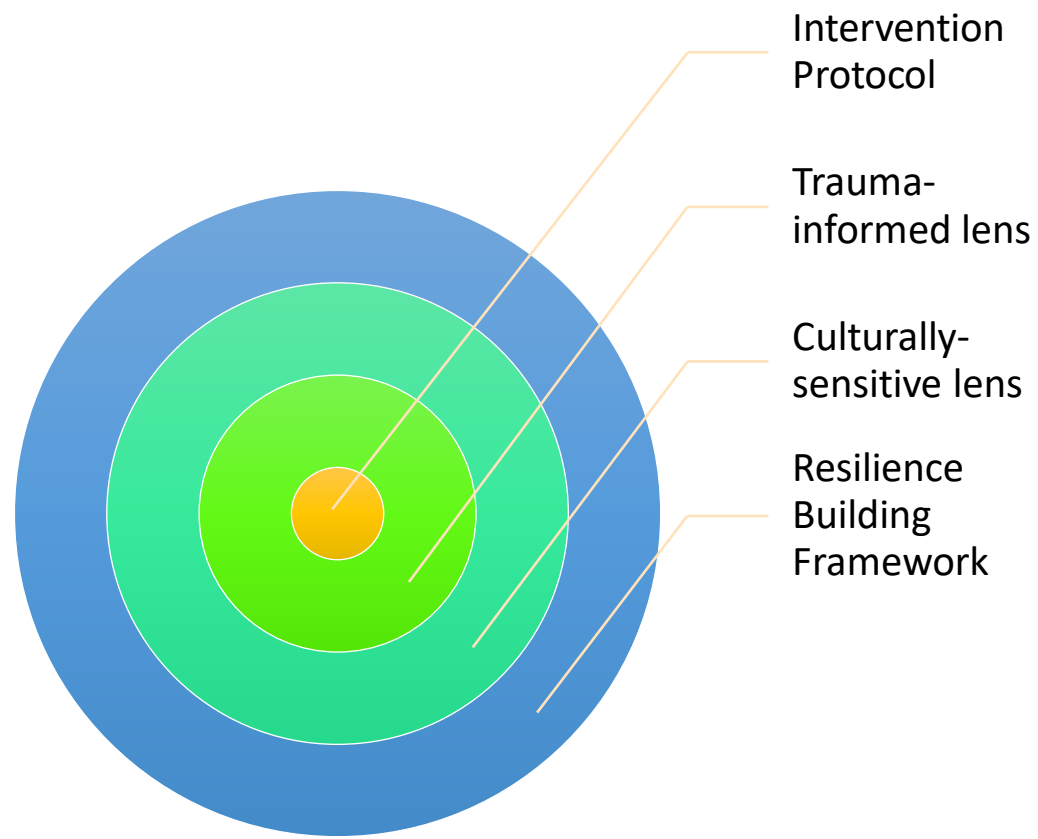 Intervention
Protocol
Trauma-
informed lens
Culturally-
sensitive lens
Resilience
Building
Framework